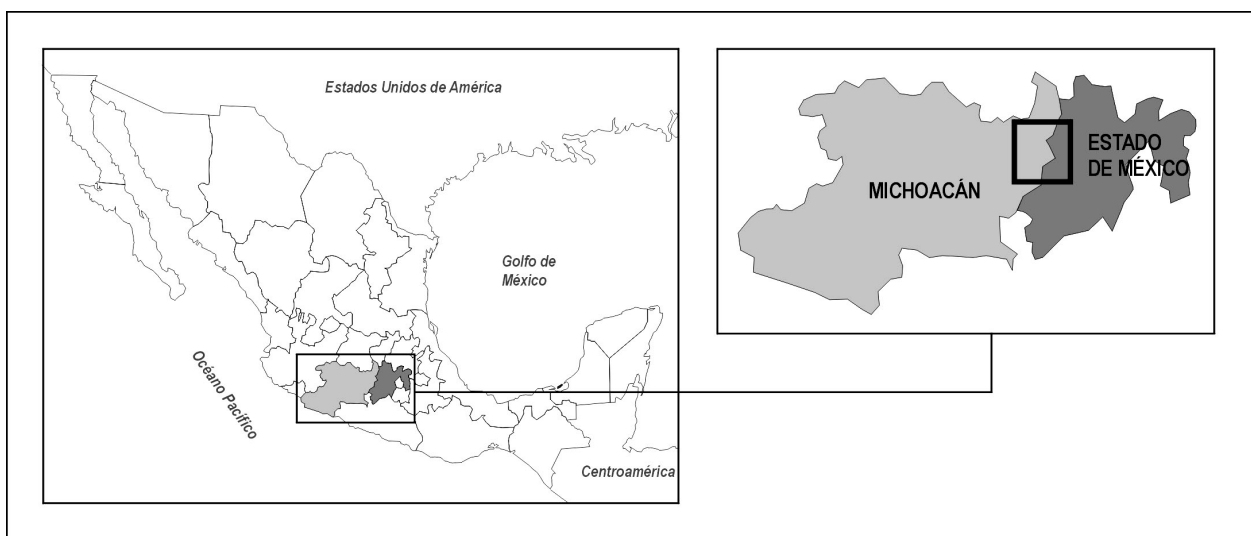 Estados Unidos de América
Golfo de
México
Océano Pacífico
Centroamérica
MICHOACÁN
ESTADO
DE MÉXICO